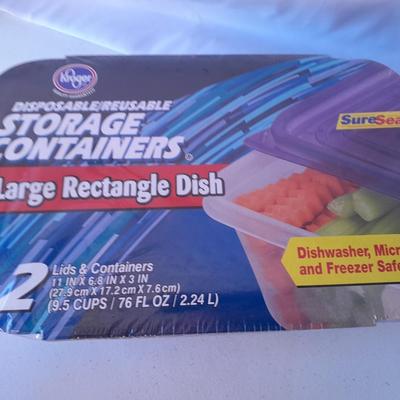 Kroger
DISPOSABLE/REUSABLE
STORAGE
CONTAINERS
Large Rectangle Dish
SureSea
2
Lids & Containers
11 IN X 6.8 IN X 3 IN
(27.9 cm X 17.2 cm X 7.6 cm)
(9.5 CUPS / 76 FL OZ / 2.24 L)
Dishwasher, Micr
and Freezer Safe